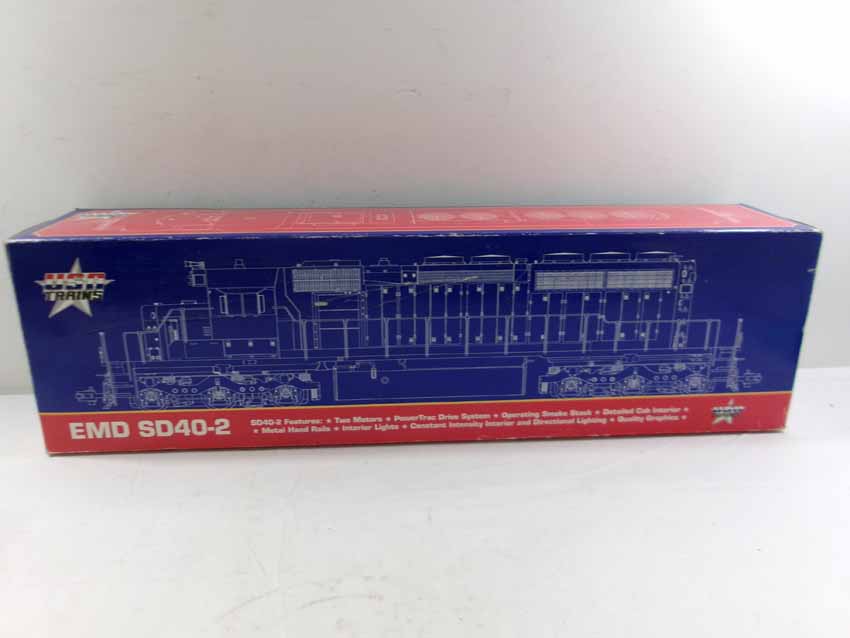 USA
TRAINS
EMD SD40-2
SD40-2 Features: ★ Two Motors ★ PowerTrac Drive System ★ Operating Smoke Stack ★ Detailed Cab Interior ★
★ Metal Hand Rails ★ Interior Lights ★ Constant Intensity Interior and Directional Lighting ★ Quality Graphics ★